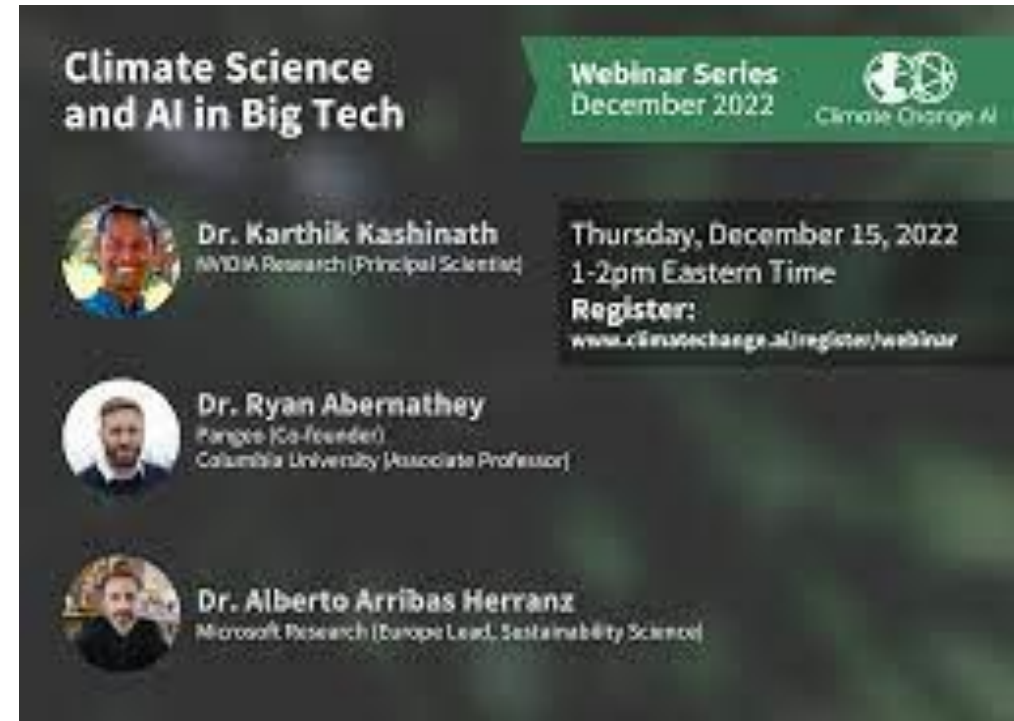 Climate Science
and AI in Big Tech
Webinar Series
December 2022
Climate Change AI
Dr. Karthik Kashinath
NVIDIA Research (Principal Scientist)
Thursday, December 15, 2022
1-2pm Eastern Time
Register:
www.climatechange.ai/register/webinar
Dr. Ryan Abernathey
Pangeo (Co-founder)
Columbia University (Associate Professor)
Dr. Alberto Arribas Herranz
Microsoft Research (Europe Lead, Sustainability Science)